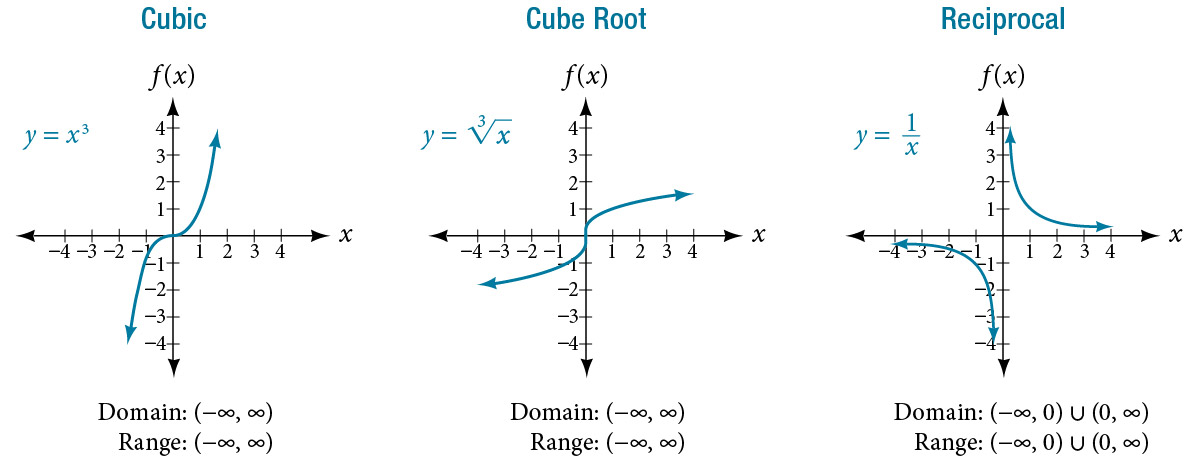 Cubic
f(x)
y = x³
4
3
2
1
−4 −3 −2 −1 1 2 3 4
x
−1
−2
−3
−4
Domain: (−∞, ∞)
Range: (−∞, ∞)
Cube Root
f(x)
y = ∛x
4
3
2
1
−4 −3 −2 −1 1 2 3 4
x
−1
−2
−3
−4
Domain: (−∞, ∞)
Range: (−∞, ∞)
Reciprocal
f(x)
y = 1/x
4
3
2
1
−4 −3 −2 −1 1 2 3 4
x
−1
−2
−3
−4
Domain: (−∞, 0) ∪ (0, ∞)
Range: (−∞, 0) ∪ (0, ∞)